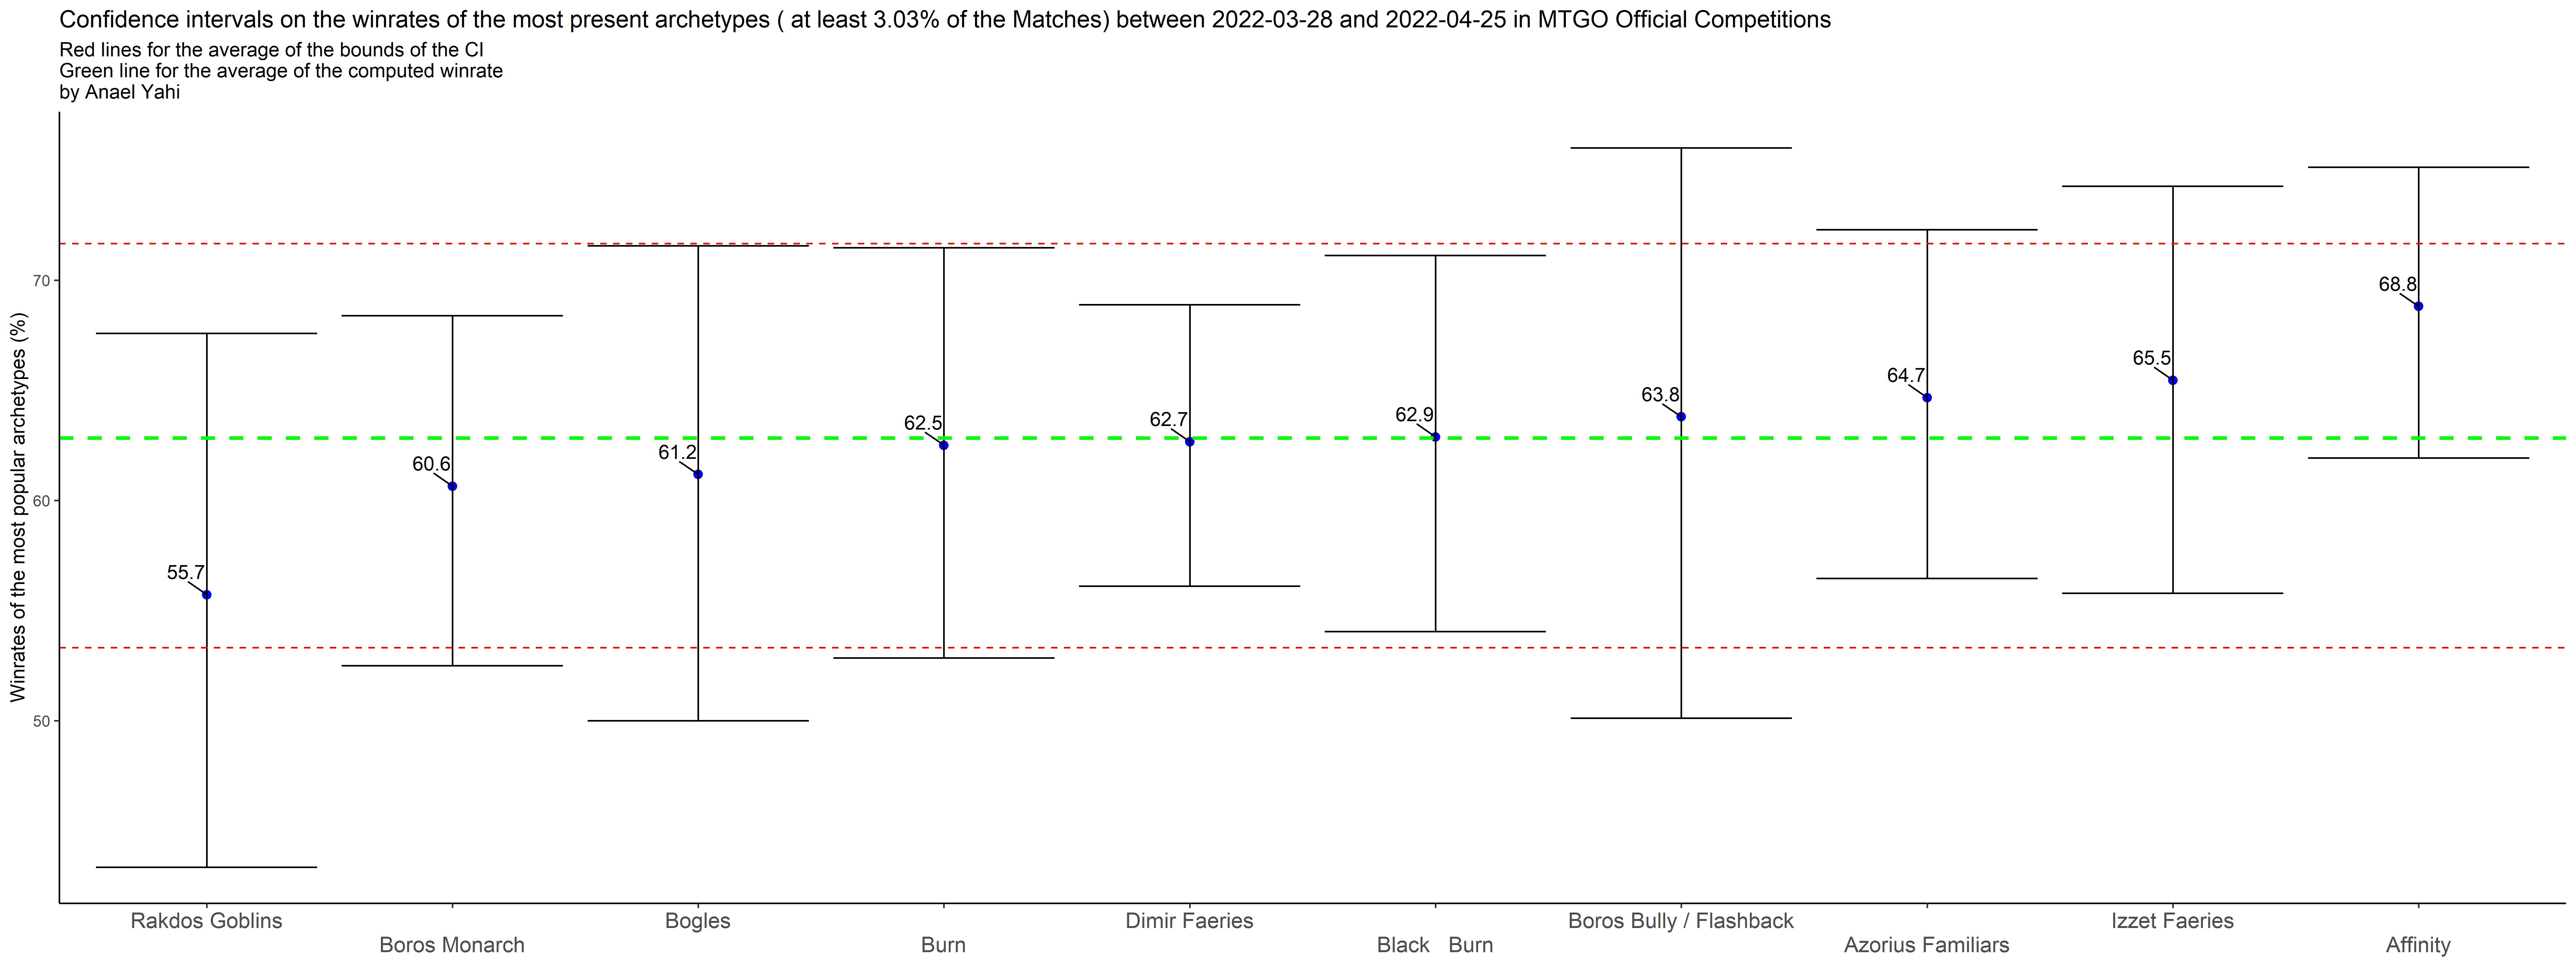 Confidence intervals on the winrates of the most present archetypes ( at least 3.03% of the Matches) between 2022-03-28 and 2022-04-25 in MTGO Official Competitions
Red lines for the average of the bounds of the CI
Green line for the average of the computed winrate
by Anael Yahi
Winrates of the most popular archetypes (%)
70
60
50
55.7
60.6
61.2
62.5
62.7
62.9
63.8
64.7
65.5
68.8
Rakdos Goblins
Boros Monarch
Bogles
Burn
Dimir Faeries
Black   Burn
Boros Bully / Flashback
Azorius Familiars
Izzet Faeries
Affinity